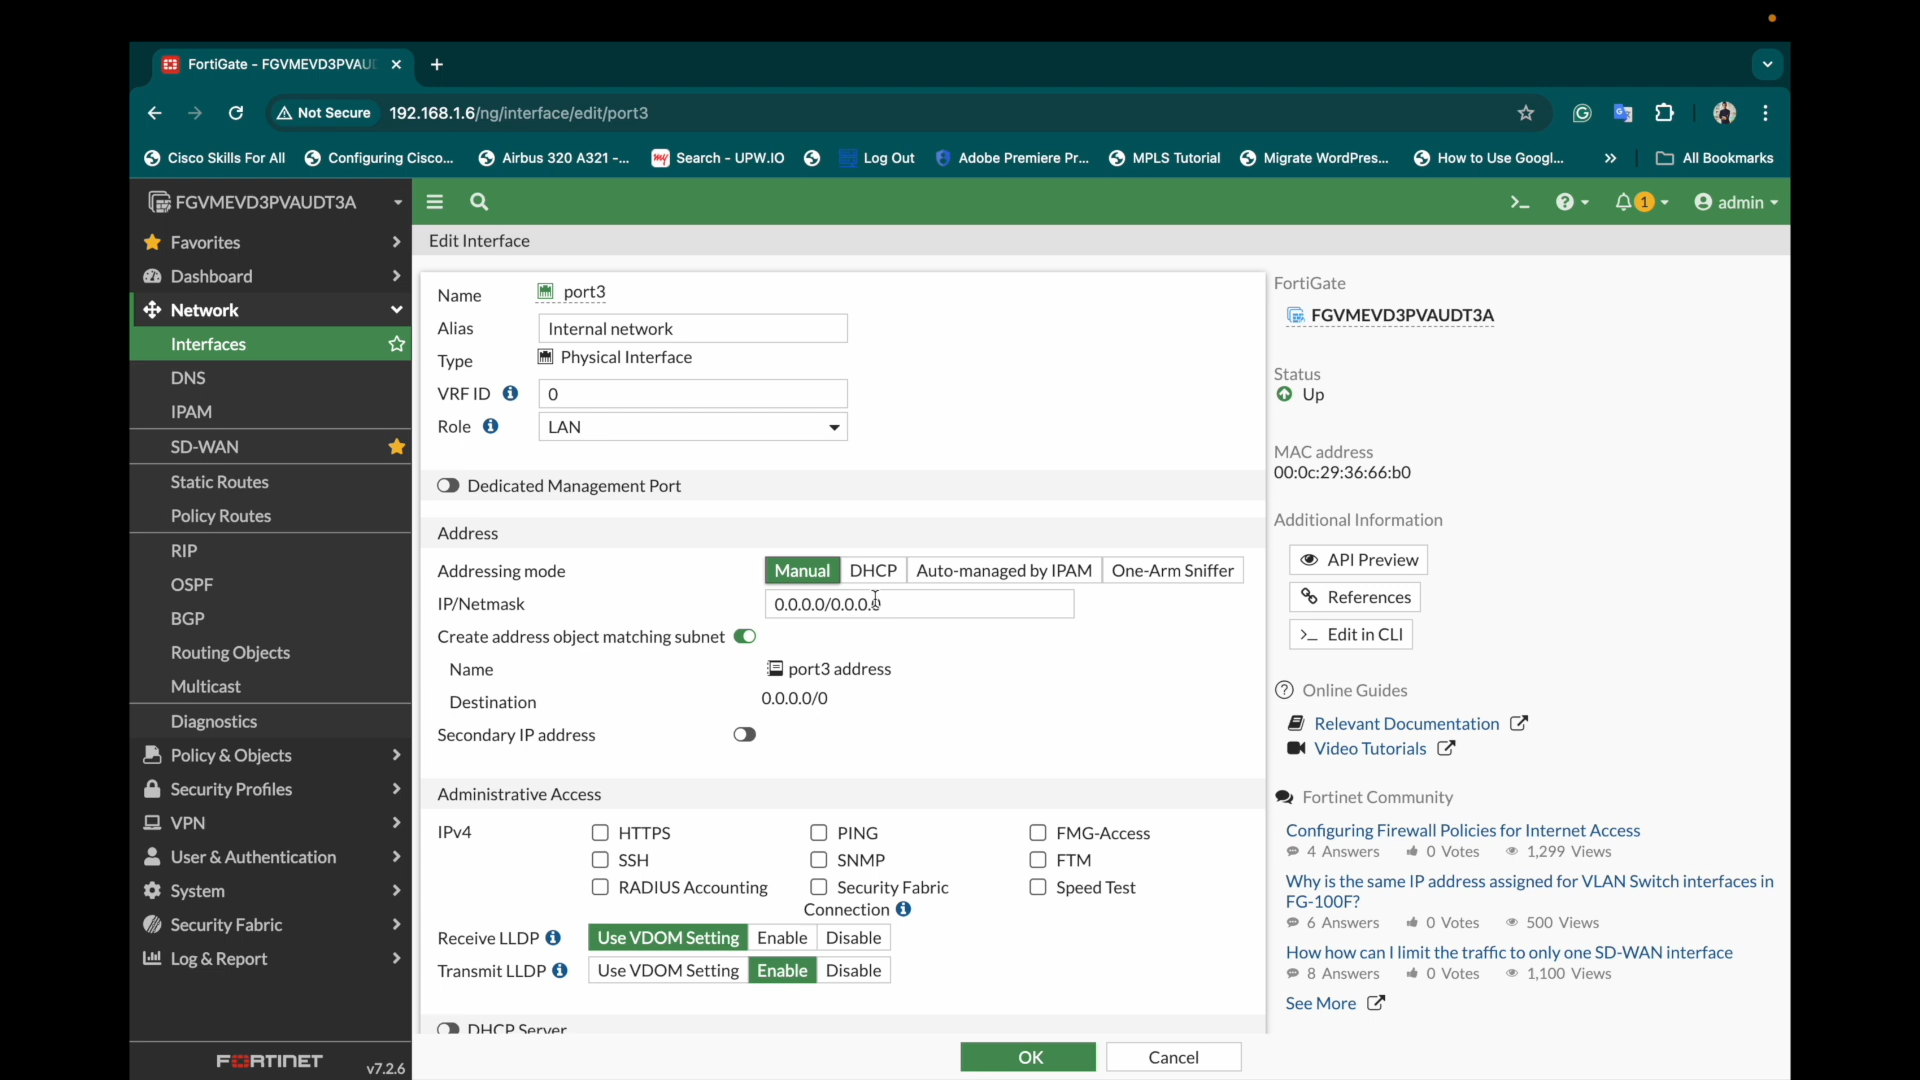 FortiGate - FGVMEVD3PVAUD
Not Secure 192.168.1.6/ng/interface/edit/port3
Cisco Skills For All Configuring Cisco... Airbus 320 A321 -... my Search - UPW.IO Log Out Adobe Premiere Pr... MPLS Tutorial Migrate WordPres... How to Use Googl... » All Bookmarks
FGVMEVD3PVAUDT3A
1 admin
Favorites
Dashboard
Network
Interfaces
DNS
IPAM
SD-WAN
Static Routes
Policy Routes
RIP
OSPF
BGP
Routing Objects
Multicast
Diagnostics
Policy & Objects
Security Profiles
VPN
User & Authentication
System
Security Fabric
Log & Report
FORTINET v7.2.6
Edit Interface
Name port3
Alias Internal network
Type Physical Interface
VRF ID 0
Role LAN
Dedicated Management Port
Address
Addressing mode Manual DHCP Auto-managed by IPAM One-Arm Sniffer
IP/Netmask 0.0.0.0/0.0.0.0
Create address object matching subnet
Name port3 address
Destination 0.0.0.0/0
Secondary IP address
Administrative Access
IPv4 HTTPS PING FMG-Access
SSH SNMP FTM
RADIUS Accounting Security Fabric Speed Test
Connection
Receive LLDP Use VDOM Setting Enable Disable
Transmit LLDP Use VDOM Setting Enable Disable
DHCP Server
OK Cancel
FortiGate
FGVMEVD3PVAUDT3A
Status
Up
MAC address
00:0c:29:36:66:b0
Additional Information
API Preview
References
>_ Edit in CLI
Online Guides
Relevant Documentation
Video Tutorials
Fortinet Community
Configuring Firewall Policies for Internet Access
4 Answers 0 Votes 1,299 Views
Why is the same IP address assigned for VLAN Switch interfaces in
FG-100F?
6 Answers 0 Votes 500 Views
How how can I limit the traffic to only one SD-WAN interface
8 Answers 0 Votes 1,100 Views
See More